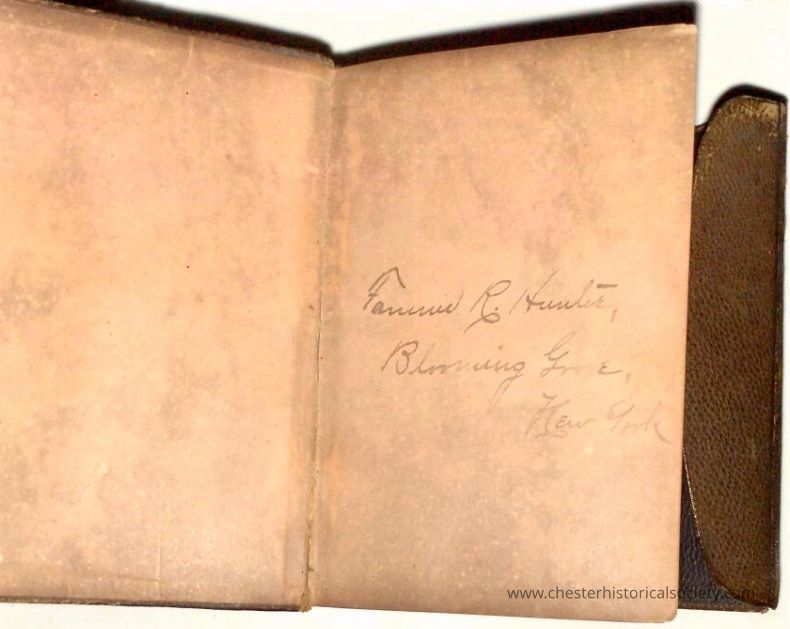 Fannie R. Hunter,
Blooming Grove,
New York
www.chesterhistoricalsociety.com